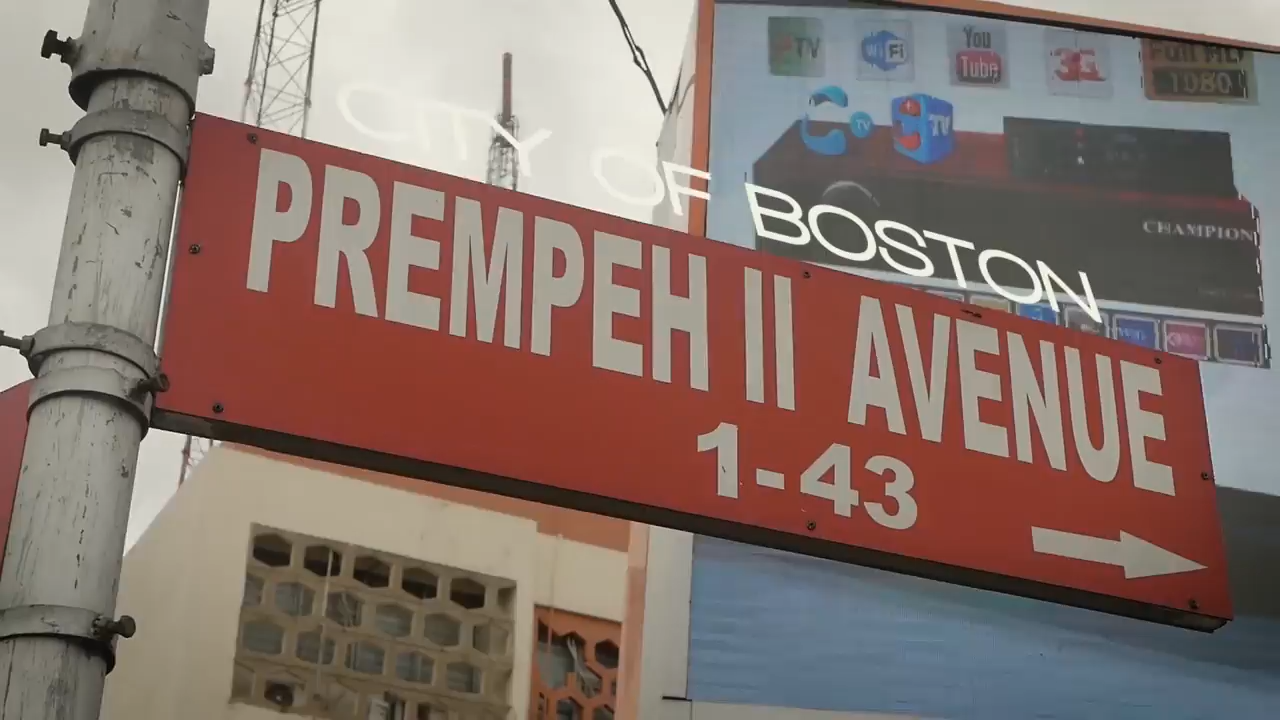 TV
WiFi
You
Tube
3G
FULL HD
1080
TV
TV
CHAMPION
CITY OF BOSTON
PREMPEH II AVENUE
1-43